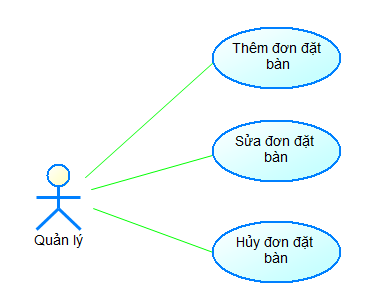 Thêm đơn đặt
bàn
Sửa đơn đặt
bàn
Quản lý
Hủy đơn đặt
bàn